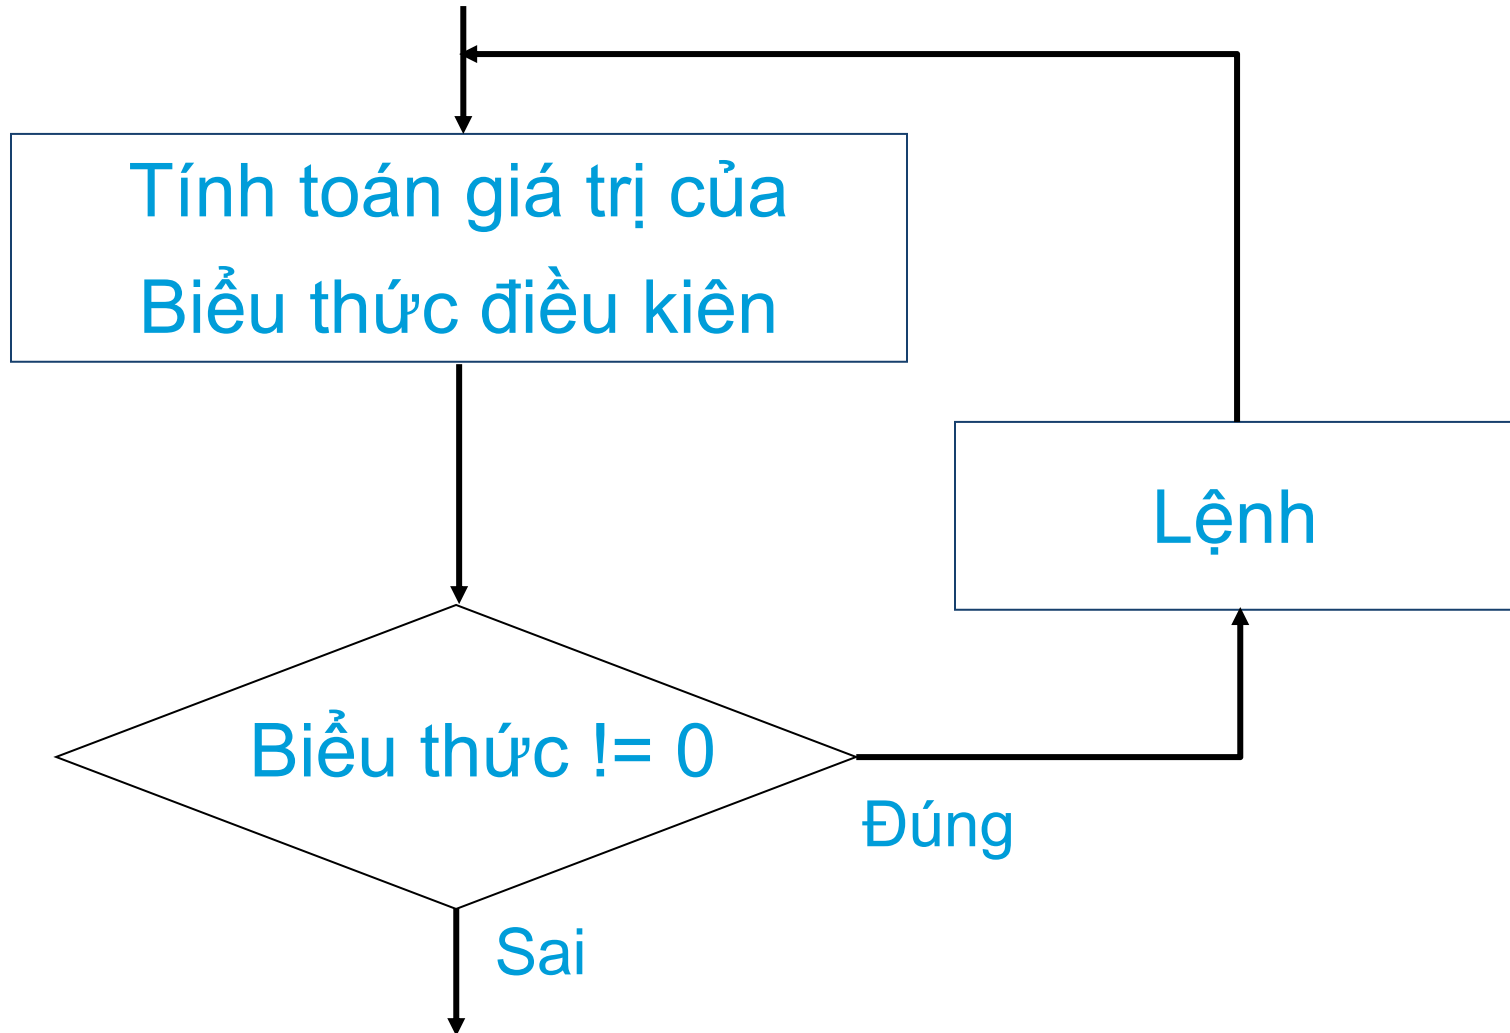 Tính toán giá trị của
Biểu thức điều kiên
Lệnh
Biểu thức != 0
Đúng
Sai